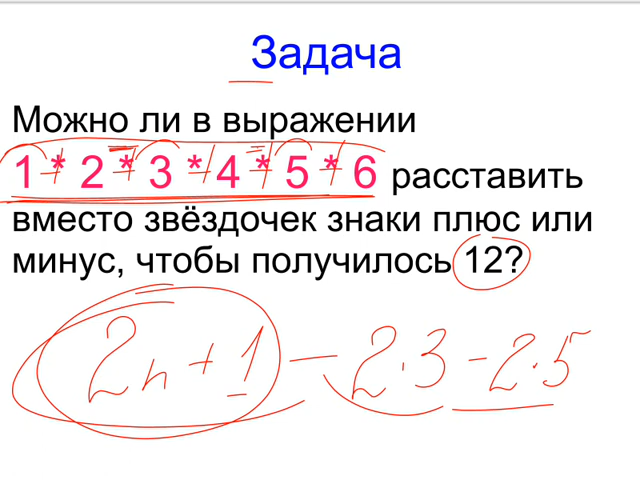 Задача
Можно ли в выражении
1 * 2 * 3 * 4 * 5 * 6 расставить
вместо звёздочек знаки плюс или
минус, чтобы получилось 12?
2n + 1 - 2·3 - 2·5